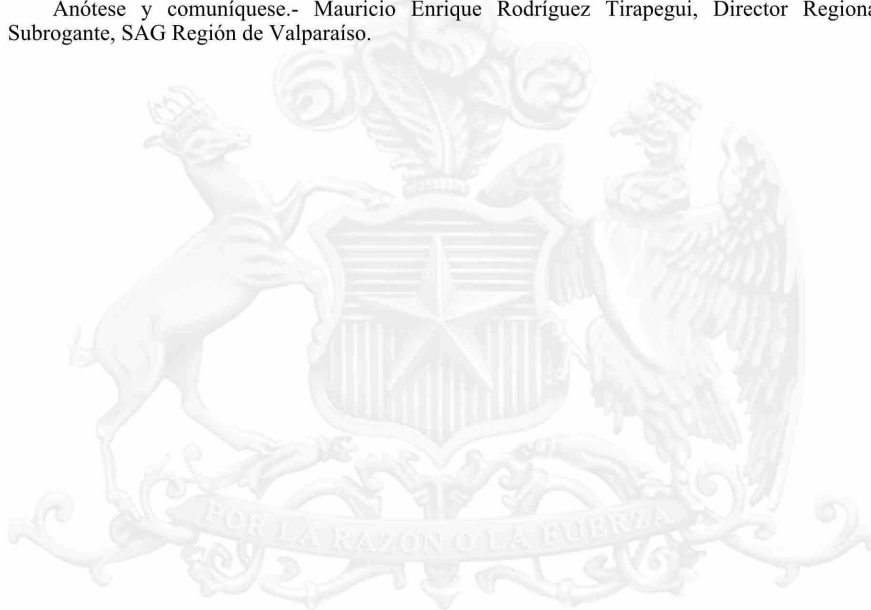 Anótese y comuníquese.- Mauricio Enrique Rodríguez Tirapegui, Director Regiona
Subrogante, SAG Región de Valparaíso.
POR LA RAZON O LA FUERZA